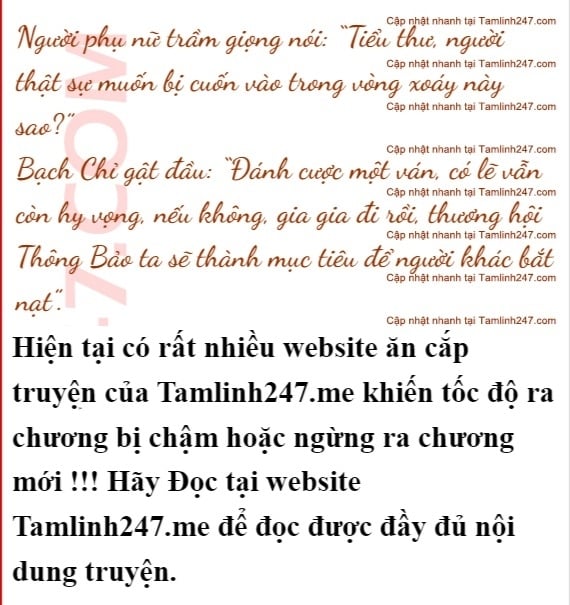 Cập nhật nhanh tại Tamlinh247.com
Người phụ nữ trầm giọng nói: “Tiểu thư, người
Cập nhật nhanh tại Tamlinh247.com
thật sự muốn bị cuốn vào trong vòng xoáy này
Cập nhật nhanh tại Tamlinh247.com
sao?”
Cập nhật nhanh tại Tamlinh247.com
Bạch Chỉ gật đầu: “Đánh cược một ván, có lẽ vẫn
Cập nhật nhanh tại Tamlinh247.com
còn hy vọng, nếu không, gia gia đi rồi, thương hội
Cập nhật nhanh tại Tamlinh247.com
Thông Bảo ta sẽ thành mục tiêu để người khác bắt
Cập nhật nhanh tại Tamlinh247.com
nạt”.
Cập nhật nhanh tại Tamlinh247.com
7.COM
Hiện tại có rất nhiều website ăn cắp
truyện của Tamlinh247.me khiến tốc độ ra
chương bị chậm hoặc ngừng ra chương
mới !!! Hãy Đọc tại website
Tamlinh247.me để đọc được đầy đủ nội
dung truyện.